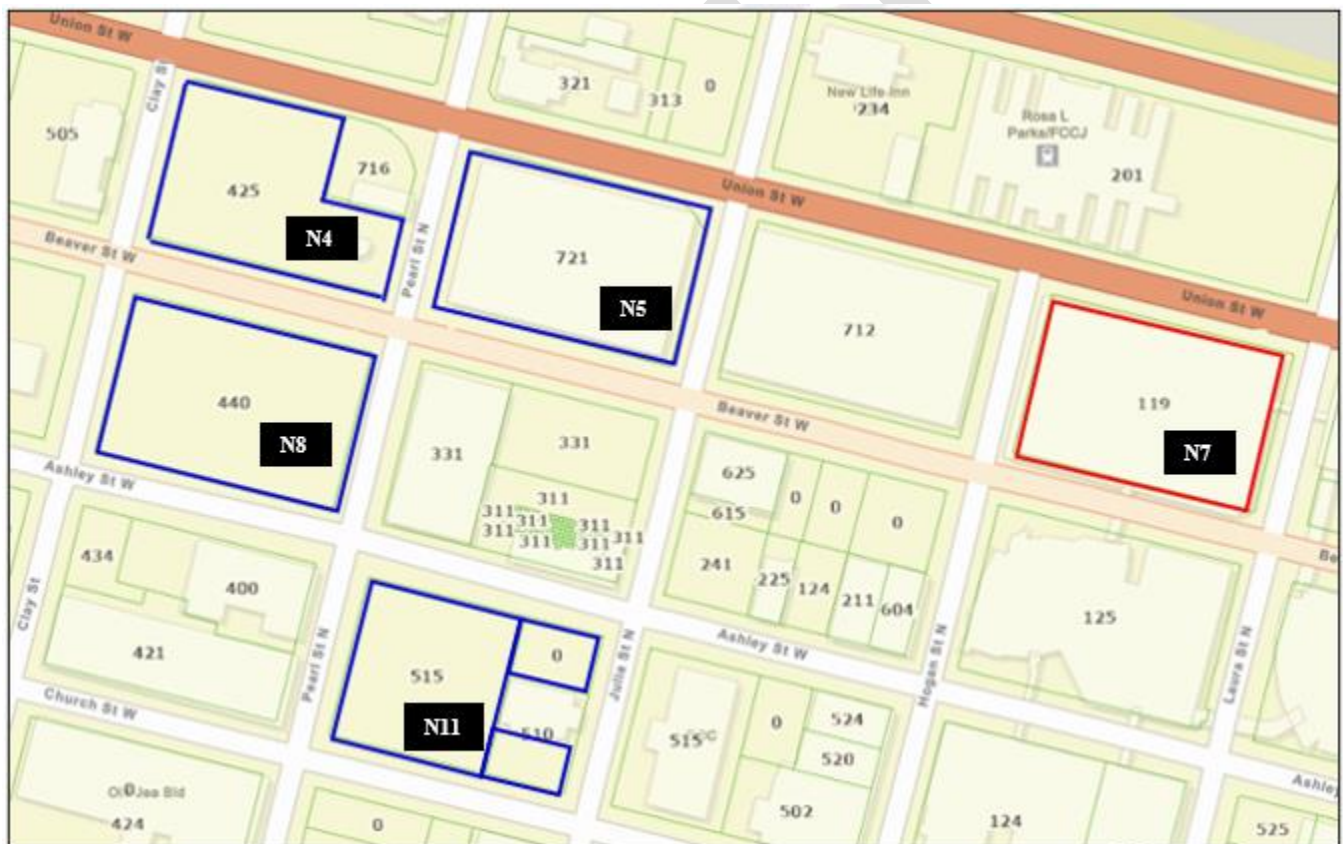 Union St W
Clay S
505
425
716
N4
321
313
0
New Life Inn
234
Rosa L
Parks/FCCJ
201
Union St W
Union St W
Beaver St W
Pearl St N
721
N5
712
119
N7
440
N8
Beaver St W
Be
331
331
311
311
311
311
311
311
311
311
311
625
615
0
0
0
241
225
124
211
604
125
Ashley St W
434
400
421
Clay St
Pearl St N
515
0
510
N11
Julia St N
Ashley St W
Hogan St N
Laura St N
Ashley
Church St W
0
424
0
515
0
524
520
502
124
525